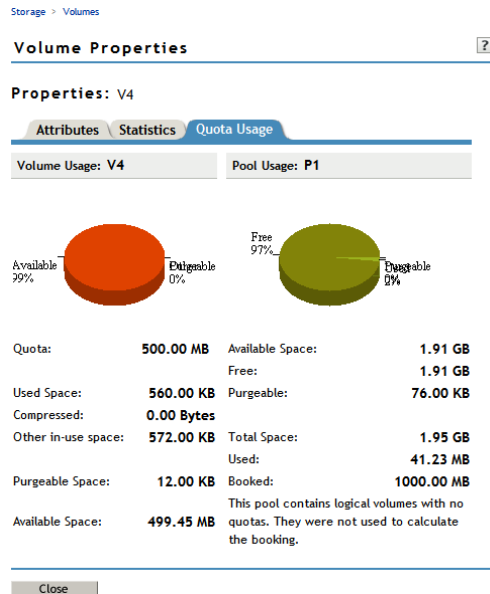 Storage > Volumes
Volume Properties
?
Properties: V4
Attributes
Statistics
Quota Usage
Volume Usage: V4
Pool Usage: P1
Available
99%
0%
Free
97%
Quota: 500.00 MB
Used Space: 560.00 KB
Compressed: 0.00 Bytes
Other in-use space: 572.00 KB
Purgeable Space: 12.00 KB
Available Space: 499.45 MB
Available Space: 1.91 GB
Free: 1.91 GB
Purgeable: 76.00 KB
Total Space: 1.95 GB
Used: 41.23 MB
Booked: 1000.00 MB
This pool contains logical volumes with no
quotas. They were not used to calculate
the booking.
Close